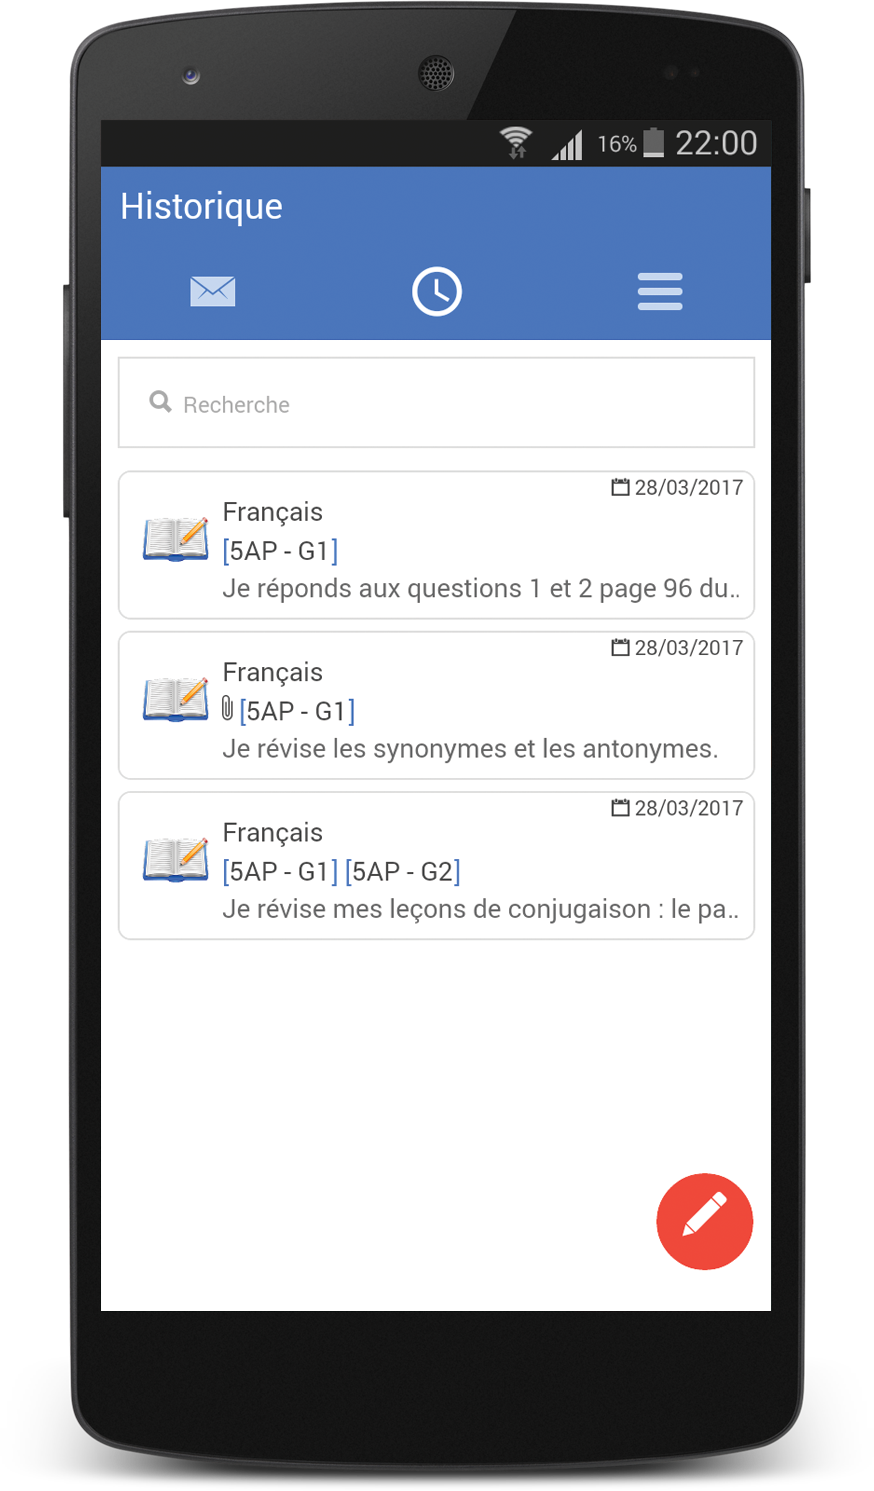 16% 22:00
Historique
Recherche
28/03/2017
Français
[5AP - G1]
Je réponds aux questions 1 et 2 page 96 du..
28/03/2017
Français
[5AP - G1]
Je révise les synonymes et les antonymes.
28/03/2017
Français
[5AP - G1] [5AP - G2]
Je révise mes leçons de conjugaison : le pa..